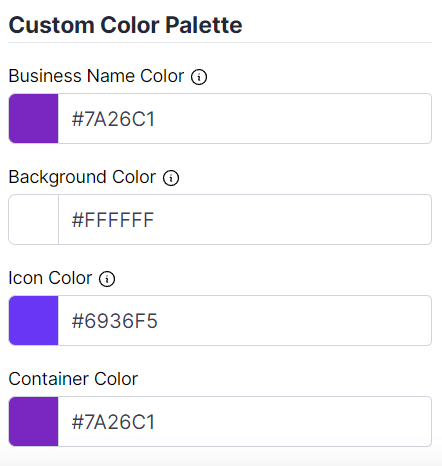 Custom Color Palette
Business Name Color
#7A26C1
Background Color
#FFFFFF
Icon Color
#6936F5
Container Color
#7A26C1